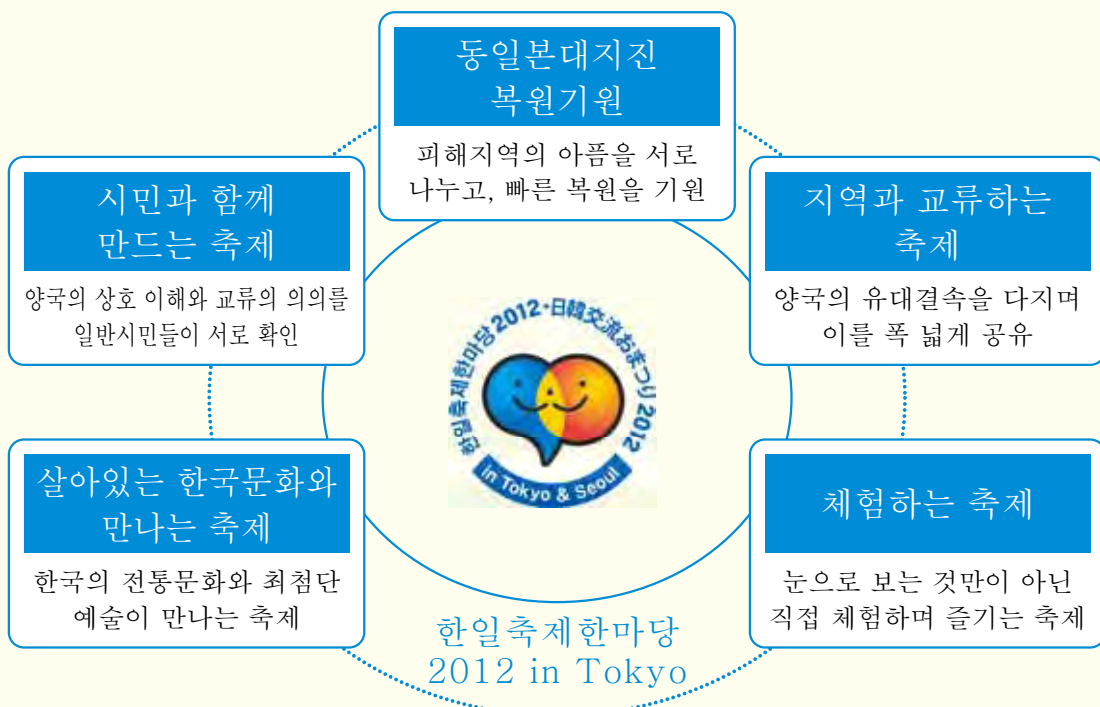 동일본대지진
복원기원
피해지역의 아픔을 서로
나누고, 빠른 복원을 기원
시민과 함께
만드는 축제
양국의 상호 이해와 교류의 의의를
일반시민들이 서로 확인
지역과 교류하는
축제
양국의 유대결속을 다지며
이를 폭 넓게 공유
한일축제한마당2012・日韓交流おまつり2012
in Tokyo & Seoul
살아있는 한국문화와
만나는 축제
한국의 전통문화와 최첨단
예술이 만나는 축제
체험하는 축제
눈으로 보는 것만이 아닌
직접 체험하며 즐기는 축제
한일축제한마당
2012 in Tokyo